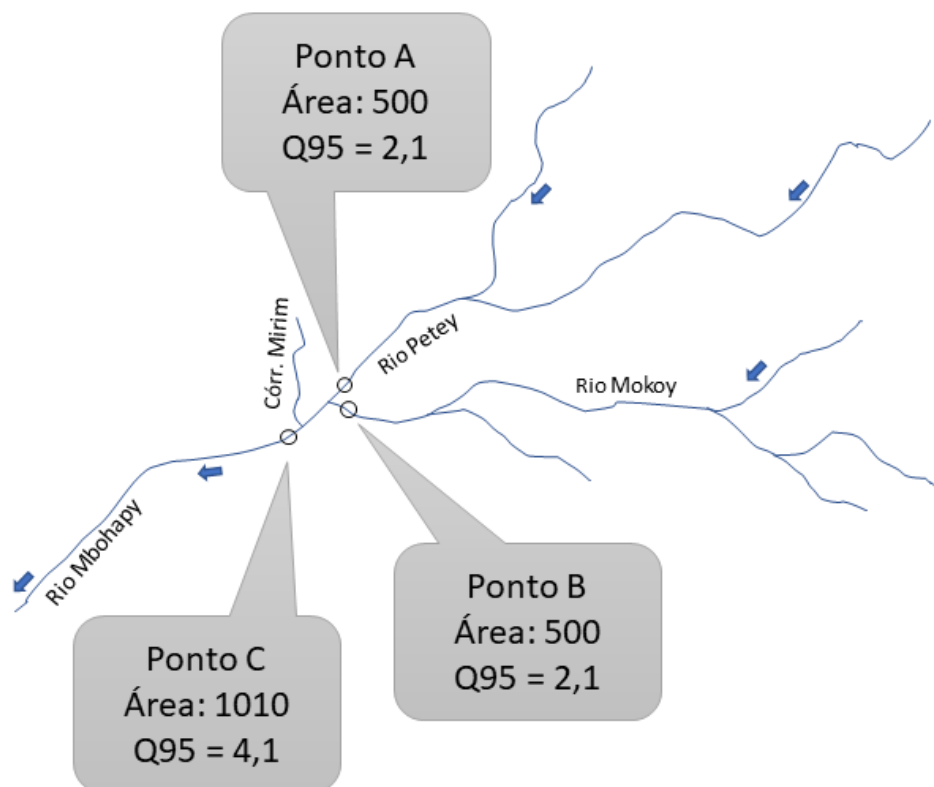 Ponto A
Área: 500
Q95 = 2,1
Córr. Mirim
Rio Petey
Rio Mokoy
Rio Mbohapy
Ponto B
Área: 500
Q95 = 2,1
Ponto C
Área: 1010
Q95 = 4,1